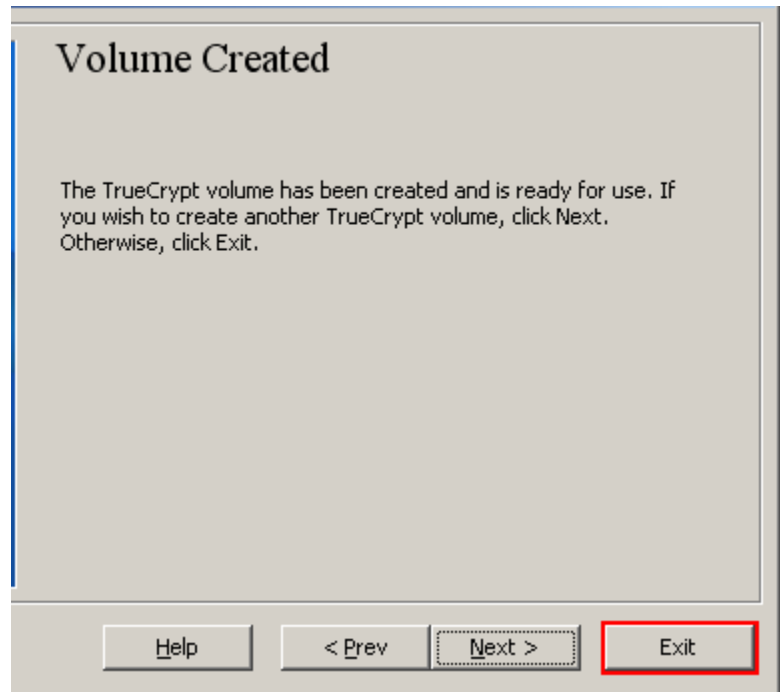 Volume Created
The TrueCrypt volume has been created and is ready for use. If
you wish to create another TrueCrypt volume, click Next.
Otherwise, click Exit.
Help < Prev Next > Exit